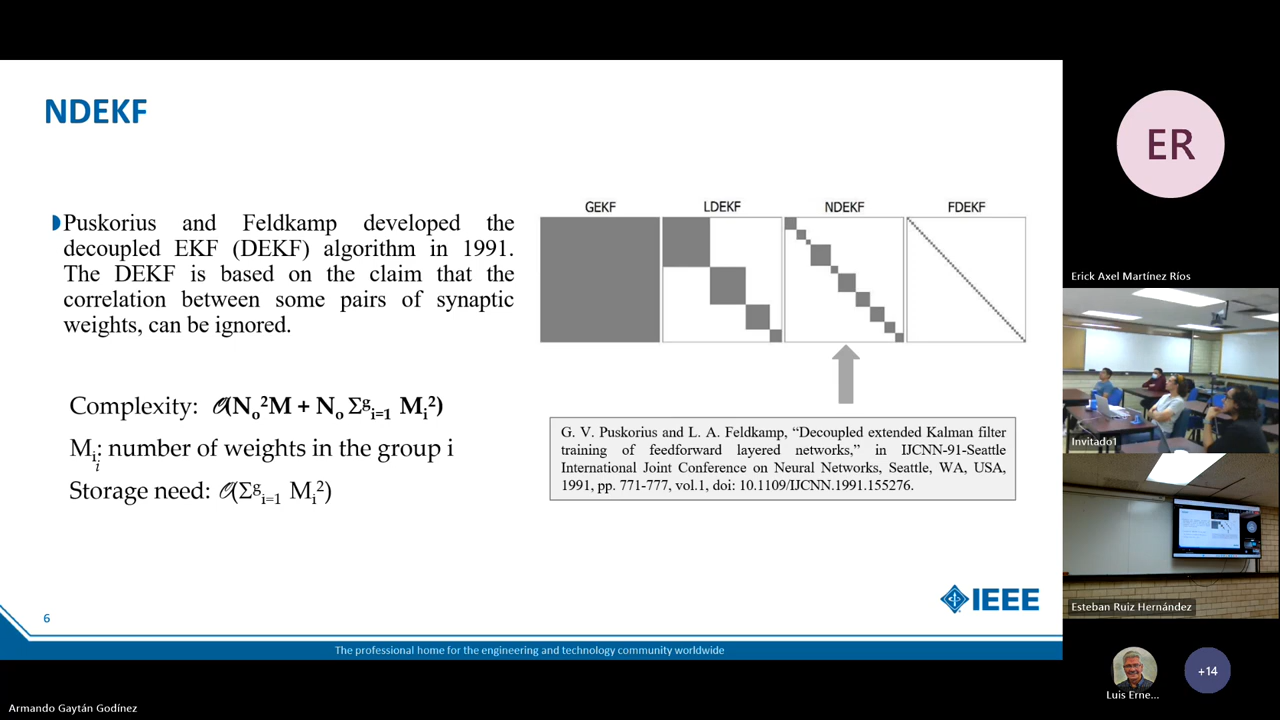 NDEKF
Puskorius and Feldkamp developed the
decoupled EKF (DEKF) algorithm in 1991.
The DEKF is based on the claim that the
correlation between some pairs of synaptic
weights, can be ignored.
Complexity: 𝒪(Nₒ²M + Nₒ Σᵍᵢ₌₁ Mᵢ²)
Mᵢ: number of weights in the group i
i
Storage need: 𝒪(Σᵍᵢ₌₁ Mᵢ²)
GEKF LDEKF NDEKF FDEKF
G. V. Puskorius and L. A. Feldkamp, “Decoupled extended Kalman filter
training of feedforward layered networks,” in IJCNN-91-Seattle
International Joint Conference on Neural Networks, Seattle, WA, USA,
1991, pp. 771-777, vol.1, doi: 10.1109/IJCNN.1991.155276.
IEEE
6
The professional home for the engineering and technology community worldwide
Armando Gaytán Godínez
ER
Erick Axel Martínez Ríos
Invitado1
Esteban Ruiz Hernández
Luis Erne...
+14